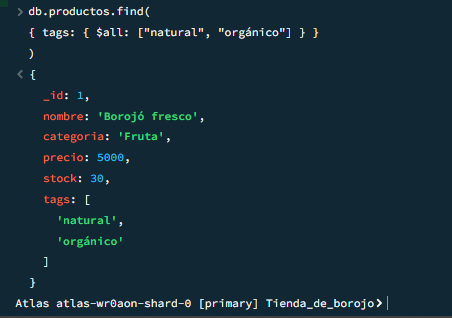 > db.productos.find(
{ tags: { $all: ["natural", "orgánico"] } }
)
< {
_id: 1,
nombre: 'Borojó fresco',
categoria: 'Fruta',
precio: 5000,
stock: 30,
tags: [
'natural',
'orgánico'
]
}
Atlas atlas-wr0aon-shard-0 [primary] Tienda_de_borojo>